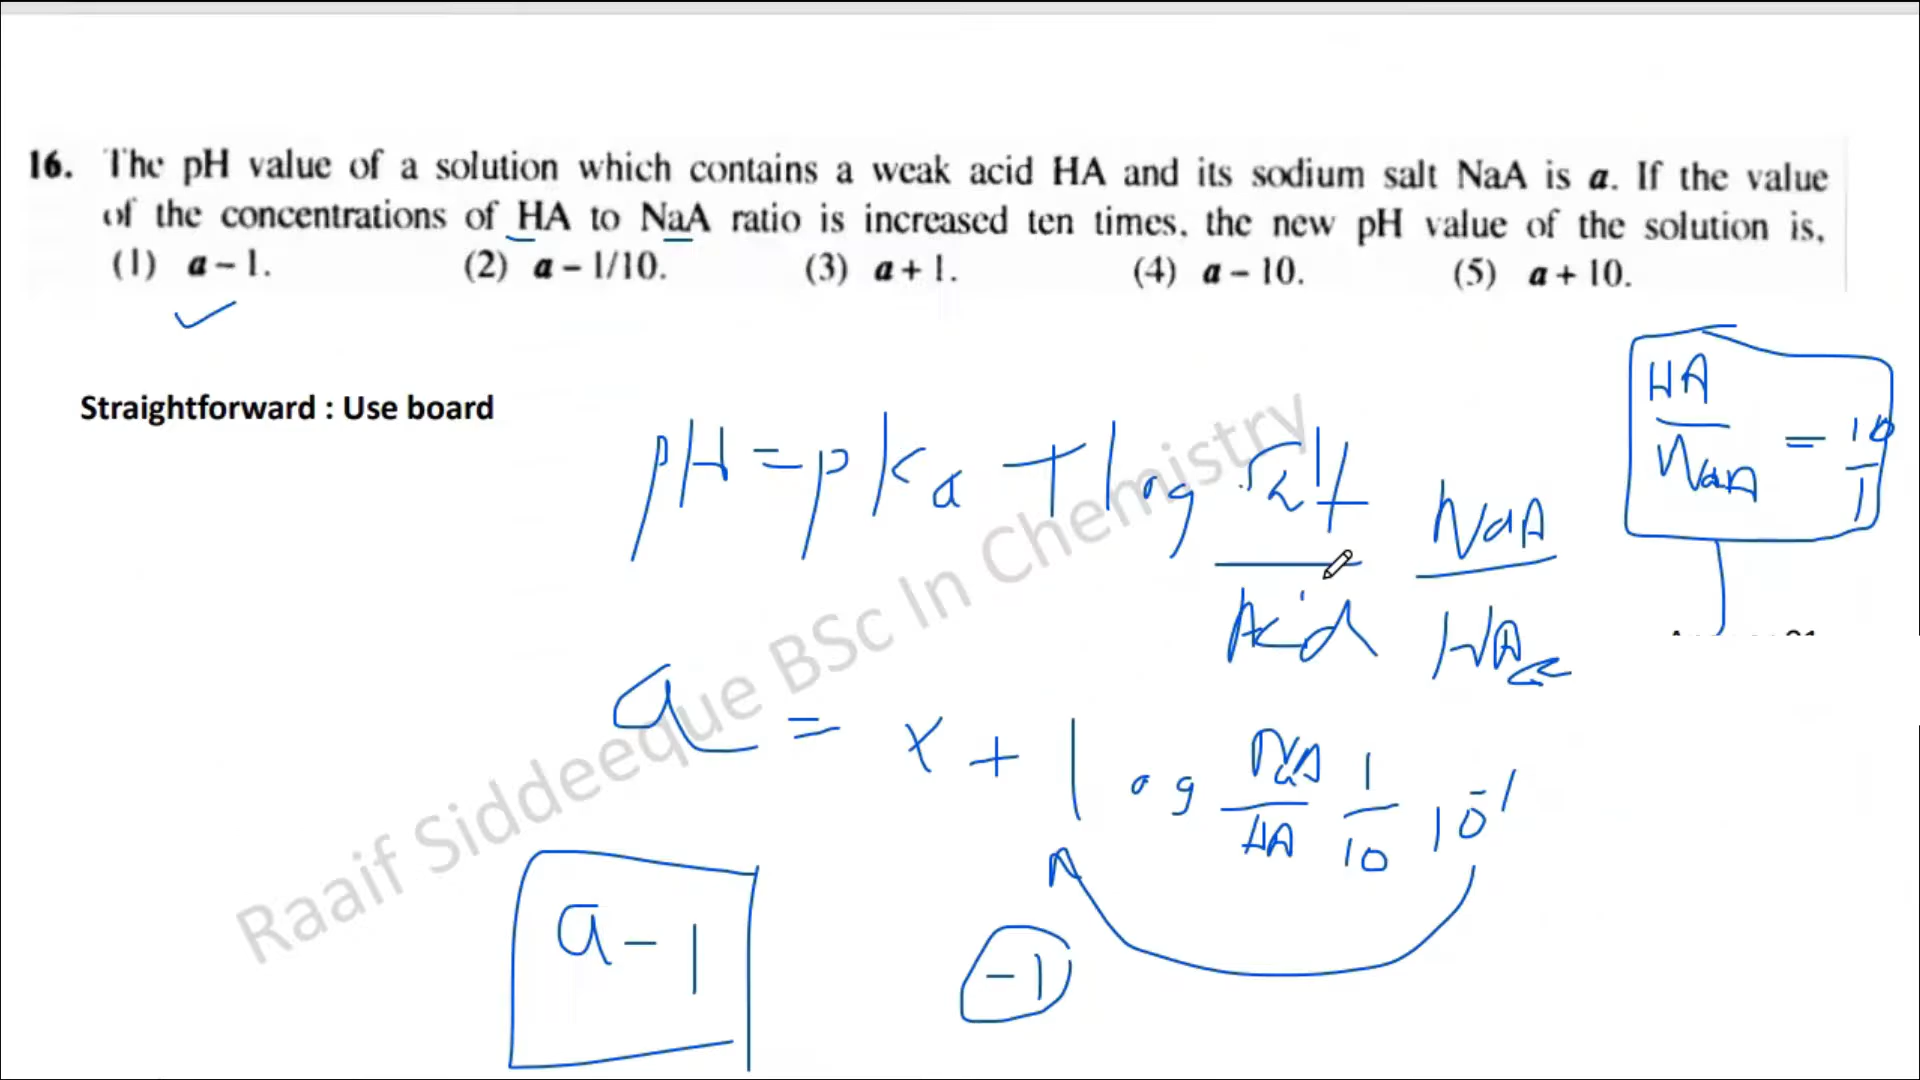 16. The pH value of a solution which contains a weak acid HA and its sodium salt NaA is a. If the value
of the concentrations of HA to NaA ratio is increased ten times, the new pH value of the solution is,
(1) a – 1. (2) a – 1/10. (3) a + 1. (4) a – 10. (5) a + 10.
Straightforward : Use board
HA
NaA = 10
1
pH = pKa + log
Acid
NaA
HA
a = x + log NaA
HA
1
10
10⁻¹
a – 1
–1
Raaif Siddeeque BSc In Chemistry